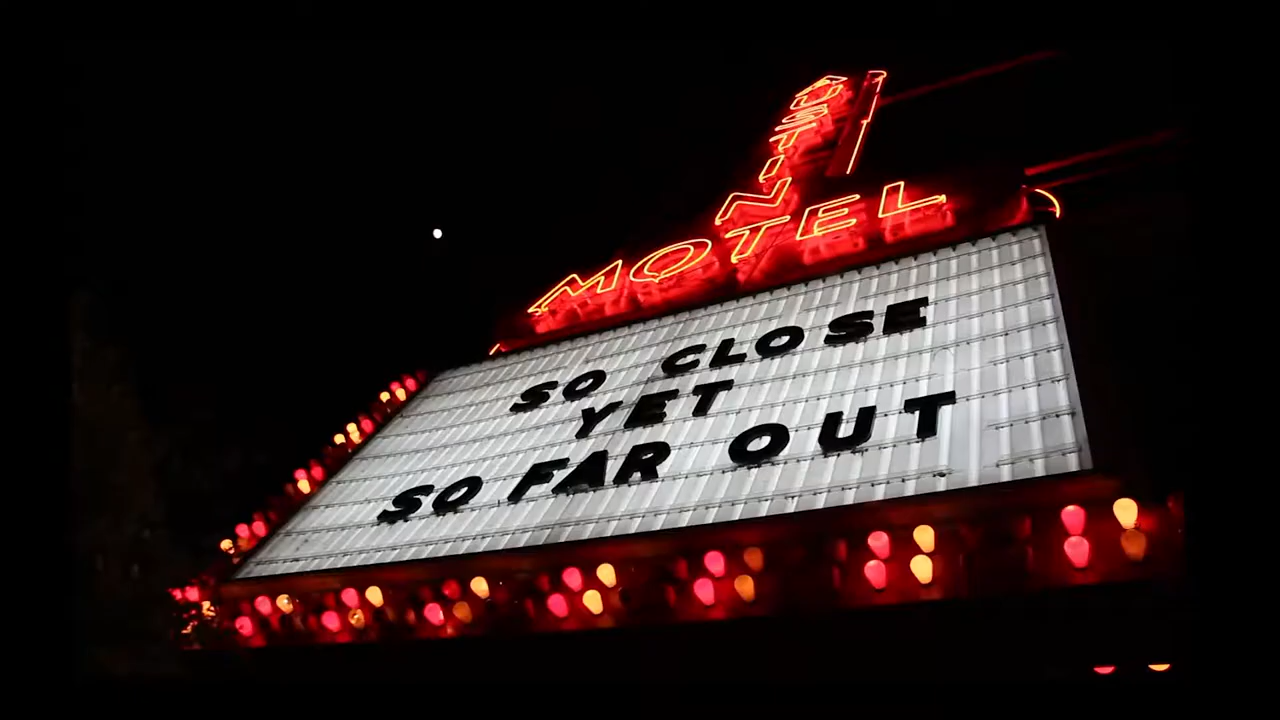 AUSTIN
MOTEL
SO CLOSE
YET
SO FAR OUT